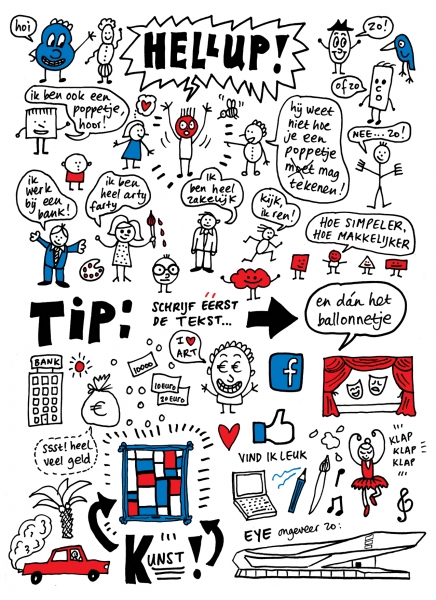 hoi
HELLUP!
zo!
of zo
ik ben ook een
poppetje,
hoor!
hij weet
niet hoe
je een
poppetje
moet mag
tekenen!
NEE... zo!
ik
werk
bij een
bank!
ik ben
heel arty
farty
ik
ben heel
zakelijk
kijk,
ik ren!
HOE SIMPELER,
HOE MAKKELIJKER
TIP:
SCHRIJF ÉÉRST
DE TEKST...
en dán het
ballonnetje
BANK
€
10000
10 EURO
20 EURO
I ♥
ART
f
KLAP
KLAP
KLAP
VIND IK LEUK
ssst! heel
veel geld
KUNST!
EYE ongeveer zo: